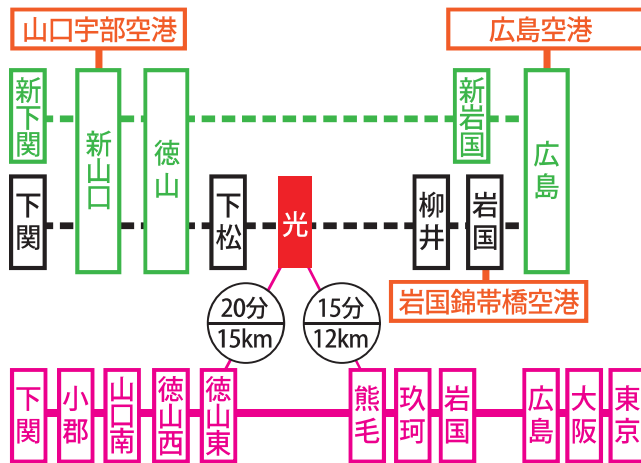 山口宇部空港
広島空港
新下関
新山口
徳山
新岩国
広島
下関
下松
光
柳井
岩国
岩国錦帯橋空港
20分
15km
15分
12km
下関
小郡
山口南
徳山西
徳山東
熊毛
玖珂
岩国
広島
大阪
東京